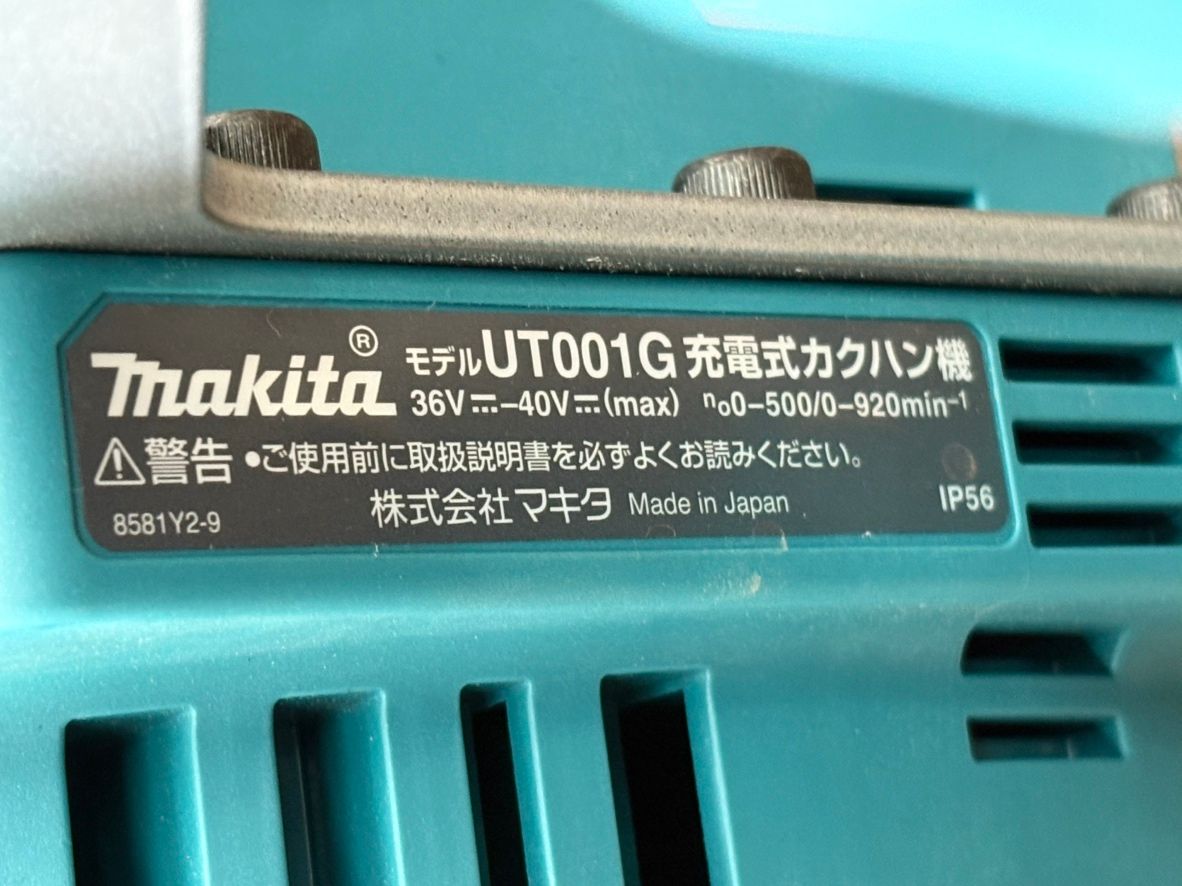 makita® モデルUT001G 充電式カクハン機
36V⎓-40V⎓(max) n₀0-500/0-920min⁻¹
⚠警告 •ご使用前に取扱説明書を必ずよくお読みください。
8581Y2-9 株式会社マキタ Made in Japan IP56